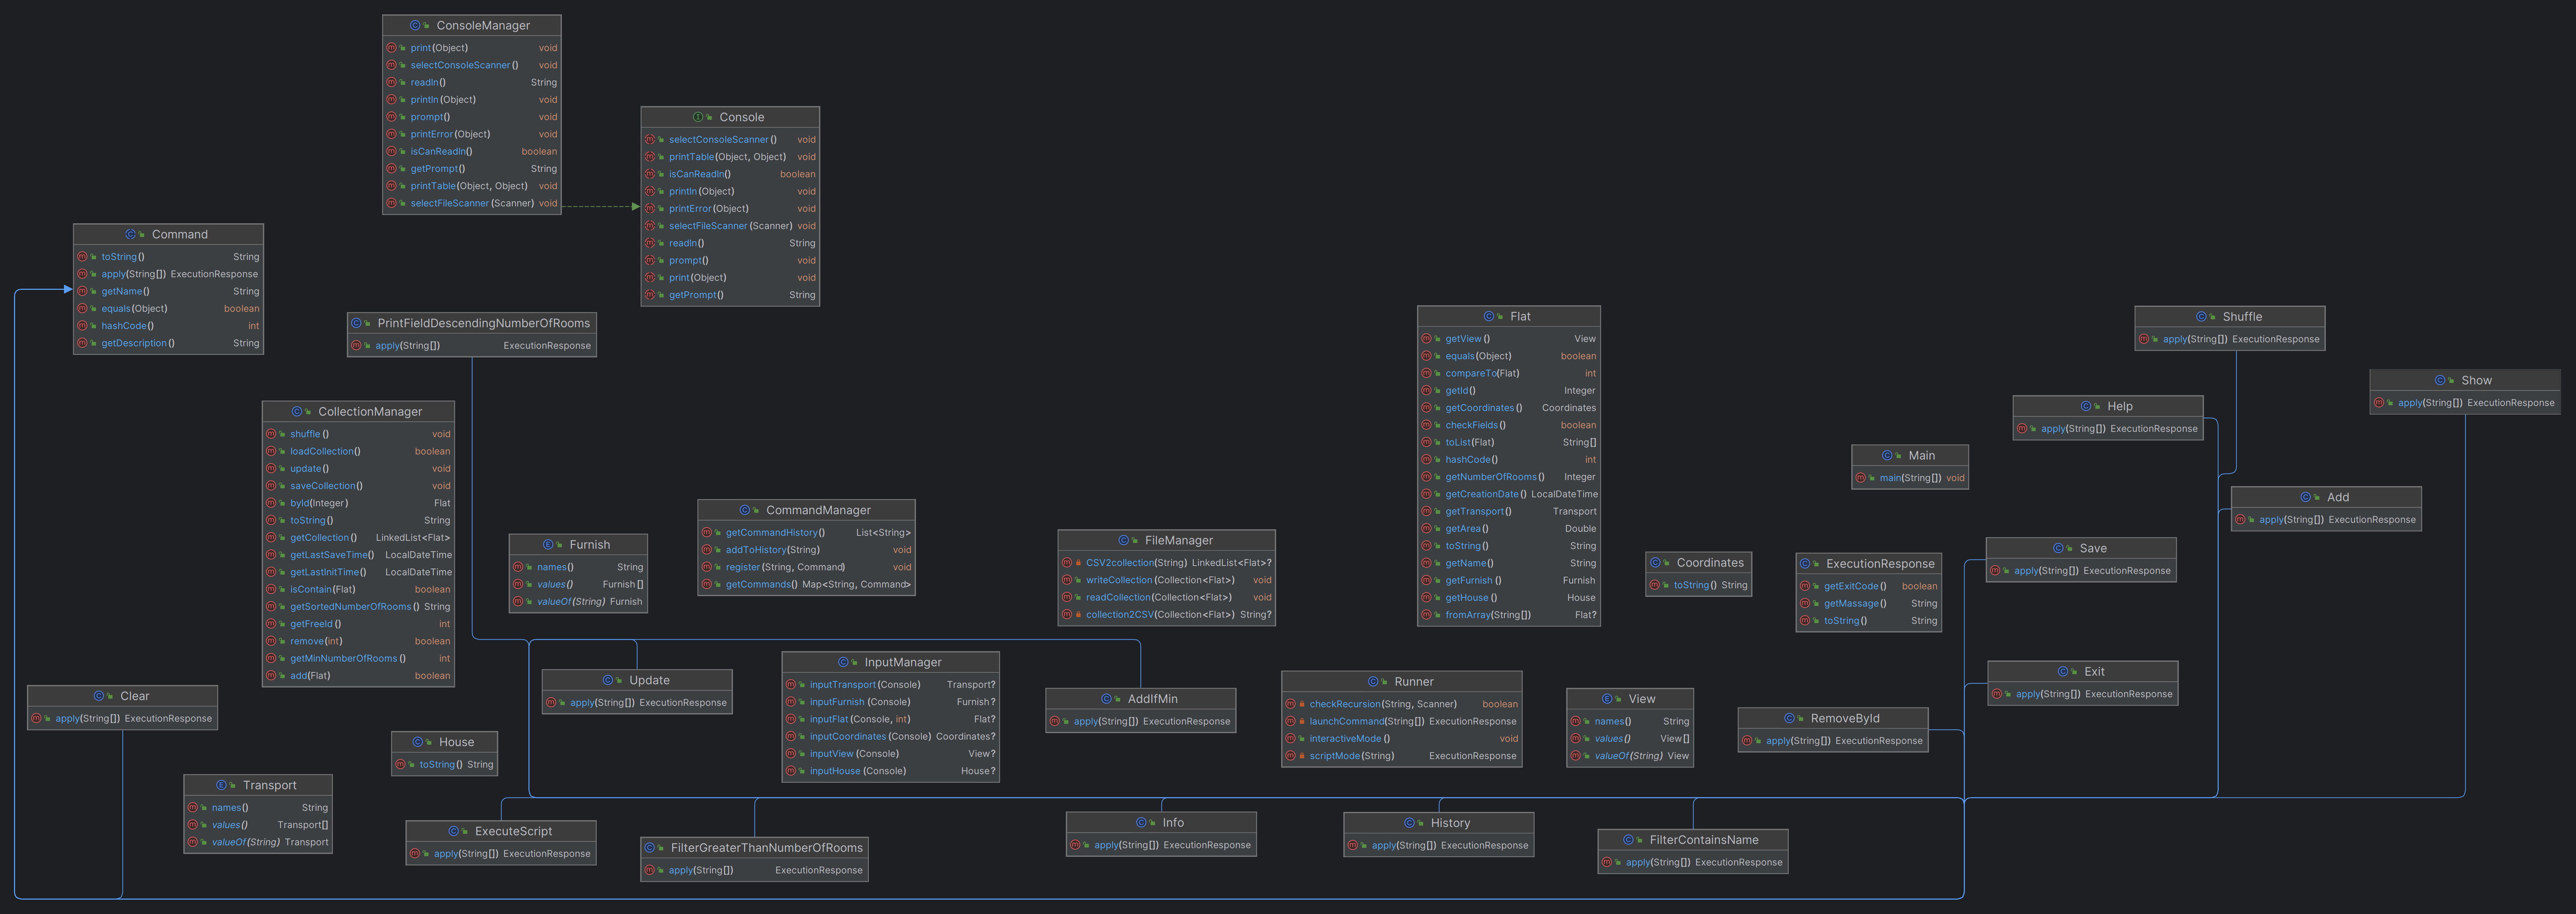 ConsoleManager
print(Object) void
selectConsoleScanner() void
readln() String
println(Object) void
prompt() void
printError(Object) void
isCanReadln() boolean
getPrompt() String
printTable(Object, Object) void
selectFileScanner(Scanner) void
Console
selectConsoleScanner() void
printTable(Object, Object) void
isCanReadln() boolean
println(Object) void
printError(Object) void
selectFileScanner(Scanner) void
readln() String
prompt() void
print(Object) void
getPrompt() String
Command
toString() String
apply(String[]) ExecutionResponse
getName() String
equals(Object) boolean
hashCode() int
getDescription() String
PrintFieldDescendingNumberOfRooms
apply(String[]) ExecutionResponse
Flat
getView() View
equals(Object) boolean
compareTo(Flat) int
getId() Integer
getCoordinates() Coordinates
checkFields() boolean
toList(Flat) String[]
hashCode() int
getNumberOfRooms() Integer
getCreationDate() LocalDateTime
getTransport() Transport
getArea() Double
toString() String
getName() String
getFurnish() Furnish
getHouse() House
fromArray(String[]) Flat?
Shuffle
apply(String[]) ExecutionResponse
Show
apply(String[]) ExecutionResponse
Help
apply(String[]) ExecutionResponse
CollectionManager
shuffle() void
loadCollection() boolean
update() void
saveCollection() void
byId(Integer) Flat
toString() String
getCollection() LinkedList<Flat>
getLastSaveTime() LocalDateTime
getLastInitTime() LocalDateTime
isContain(Flat) boolean
getSortedNumberOfRooms() String
getFreeId() int
remove(int) boolean
getMinNumberOfRooms() int
add(Flat) boolean
Main
main(String[]) void
Add
apply(String[]) ExecutionResponse
CommandManager
getCommandHistory() List<String>
addToHistory(String) void
register(String, Command) void
getCommands() Map<String, Command>
Furnish
names() String
values() Furnish[]
valueOf(String) Furnish
FileManager
CSV2collection(String) LinkedList<Flat>?
writeCollection(Collection<Flat>) void
readCollection(Collection<Flat>) void
collection2CSV(Collection<Flat>) String?
Coordinates
toString() String
ExecutionResponse
getExitCode() boolean
getMassage() String
toString() String
Save
apply(String[]) ExecutionResponse
Clear
apply(String[]) ExecutionResponse
Update
apply(String[]) ExecutionResponse
InputManager
inputTransport(Console) Transport?
inputFurnish(Console) Furnish?
inputFlat(Console, int) Flat?
inputCoordinates(Console) Coordinates?
inputView(Console) View?
inputHouse(Console) House?
AddIfMin
apply(String[]) ExecutionResponse
Runner
checkRecursion(String, Scanner) boolean
launchCommand(String[]) ExecutionResponse
interactiveMode() void
scriptMode(String) ExecutionResponse
View
names() String
values() View[]
valueOf(String) View
Exit
apply(String[]) ExecutionResponse
RemoveById
apply(String[]) ExecutionResponse
House
toString() String
Transport
names() String
values() Transport[]
valueOf(String) Transport
ExecuteScript
apply(String[]) ExecutionResponse
FilterGreaterThanNumberOfRooms
apply(String[]) ExecutionResponse
Info
apply(String[]) ExecutionResponse
History
apply(String[]) ExecutionResponse
FilterContainsName
apply(String[]) ExecutionResponse